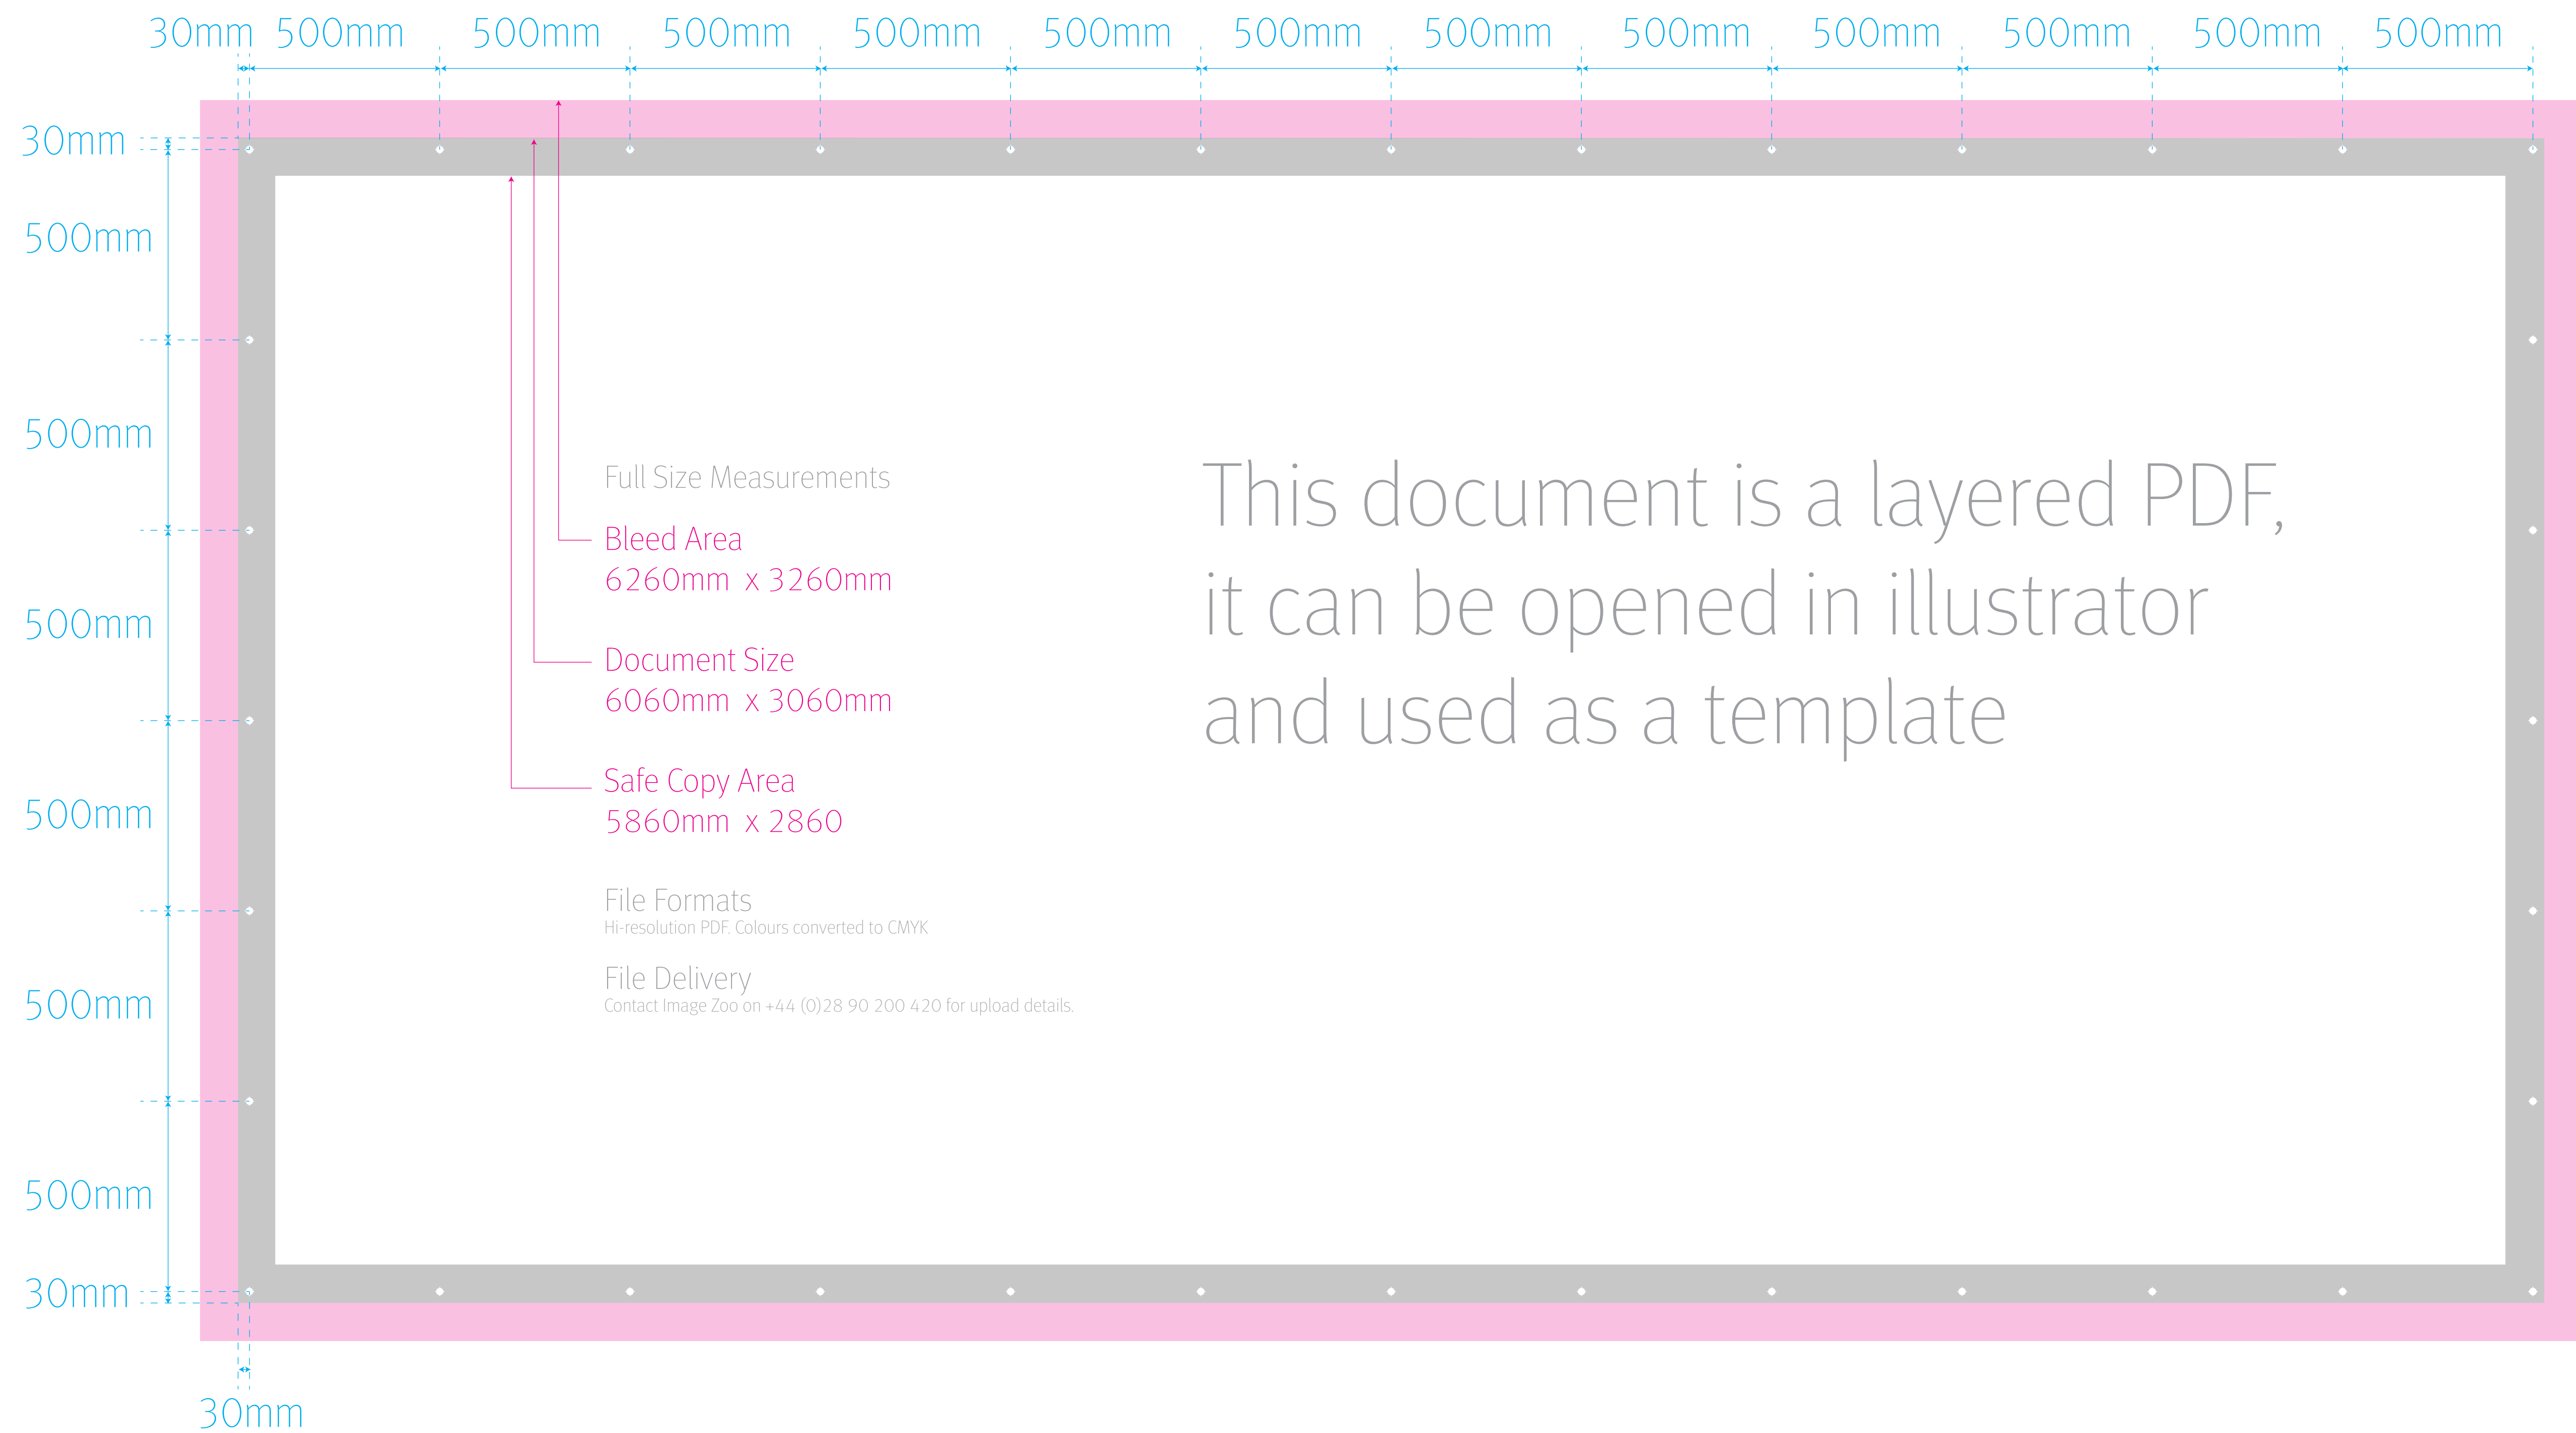 30mm 500mm 500mm 500mm 500mm 500mm 500mm 500mm 500mm 500mm 500mm 500mm 500mm
30mm
500mm
500mm
500mm
500mm
500mm
500mm
30mm
30mm
Full Size Measurements
Bleed Area
6260mm x 3260mm
Document Size
6060mm x 3060mm
Safe Copy Area
5860mm x 2860
File Formats
Hi-resolution PDF. Colours converted to CMYK
File Delivery
Contact Image Zoo on +44 (0)28 90 200 420 for upload details.
This document is a layered PDF,
it can be opened in illustrator
and used as a template